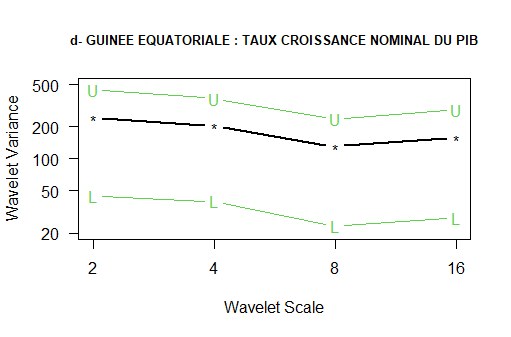 d- GUINEE EQUATORIALE : TAUX CROISSANCE NOMINAL DU PIB
Wavelet Variance
500
200
100
50
20
U U U U
* * * *
L L L L
2 4 8 16
Wavelet Scale